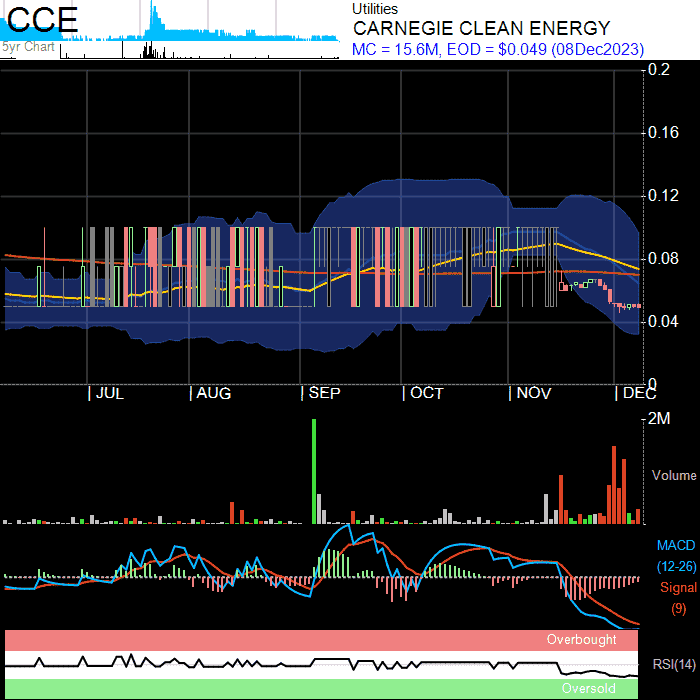 CCE
5yr Chart
Utilities
CARNEGIE CLEAN ENERGY
MC = 15.6M, EOD = $0.049 (08Dec2023)
0.2
0.16
0.12
0.08
0.04
0
JUL AUG SEP OCT NOV DEC
2M
Volume
MACD
(12-26)
Signal
(9)
Overbought
RSI(14)
Oversold